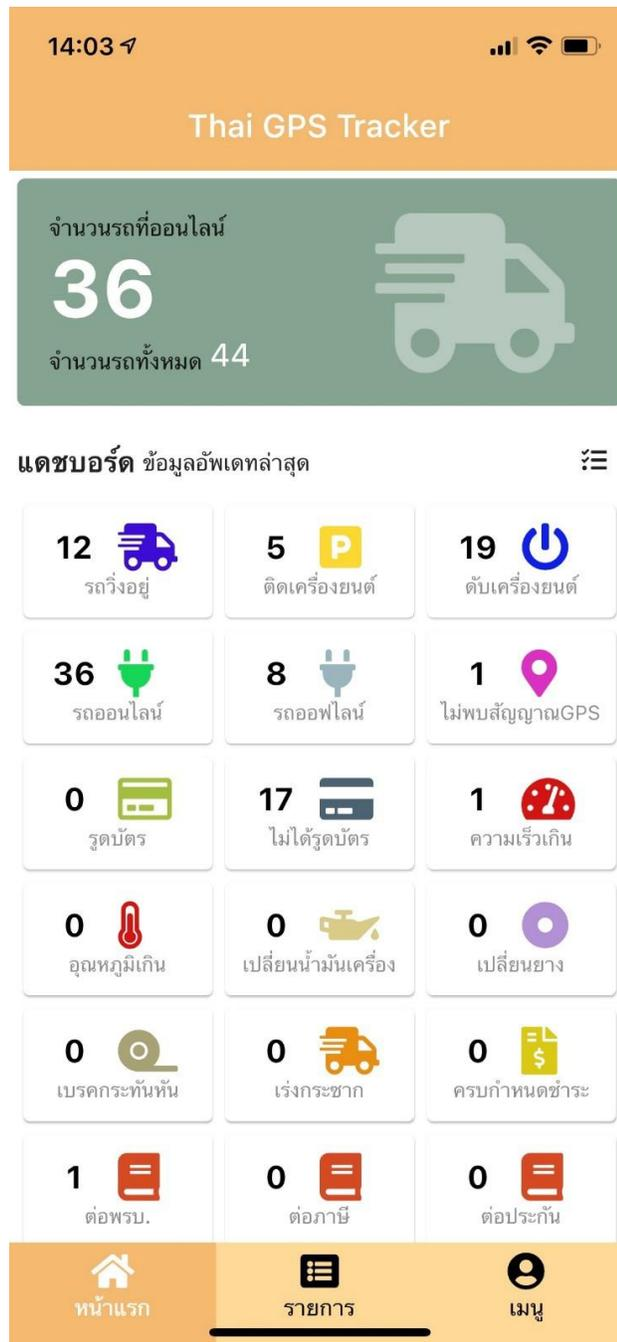 14:03
Thai GPS Tracker
จำนวนรถที่ออนไลน์
36
จำนวนรถทั้งหมด 44
แดชบอร์ด ข้อมูลอัพเดทล่าสุด
12
รถวิ่งอยู่
5 P
ติดเครื่องยนต์
19
ดับเครื่องยนต์
36
รถออนไลน์
8
รถออฟไลน์
1
ไม่พบสัญญาณGPS
0
รูดบัตร
17
ไม่ได้รูดบัตร
1
ความเร็วเกิน
0
อุณหภูมิเกิน
0
เปลี่ยนน้ำมันเครื่อง
0
เปลี่ยนยาง
0
เบรคกระทันหัน
0
เร่งกระชาก
0 $
ครบกำหนดชำระ
1
ต่อพรบ.
0
ต่อภาษี
0
ต่อประกัน
หน้าแรก
รายการ
เมนู